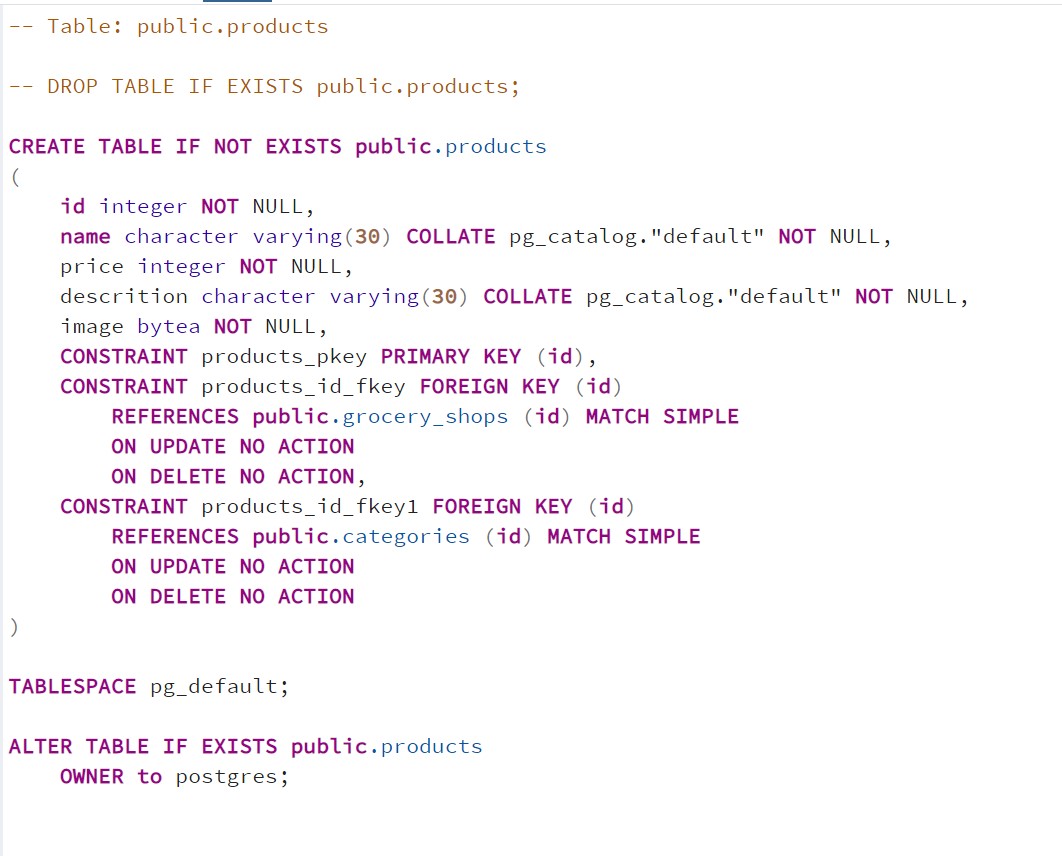 -- Table: public.products
-- DROP TABLE IF EXISTS public.products;
CREATE TABLE IF NOT EXISTS public.products
(
id integer NOT NULL,
name character varying(30) COLLATE pg_catalog."default" NOT NULL,
price integer NOT NULL,
descrition character varying(30) COLLATE pg_catalog."default" NOT NULL,
image bytea NOT NULL,
CONSTRAINT products_pkey PRIMARY KEY (id),
CONSTRAINT products_id_fkey FOREIGN KEY (id)
REFERENCES public.grocery_shops (id) MATCH SIMPLE
ON UPDATE NO ACTION
ON DELETE NO ACTION,
CONSTRAINT products_id_fkey1 FOREIGN KEY (id)
REFERENCES public.categories (id) MATCH SIMPLE
ON UPDATE NO ACTION
ON DELETE NO ACTION
)
TABLESPACE pg_default;
ALTER TABLE IF EXISTS public.products
OWNER to postgres;